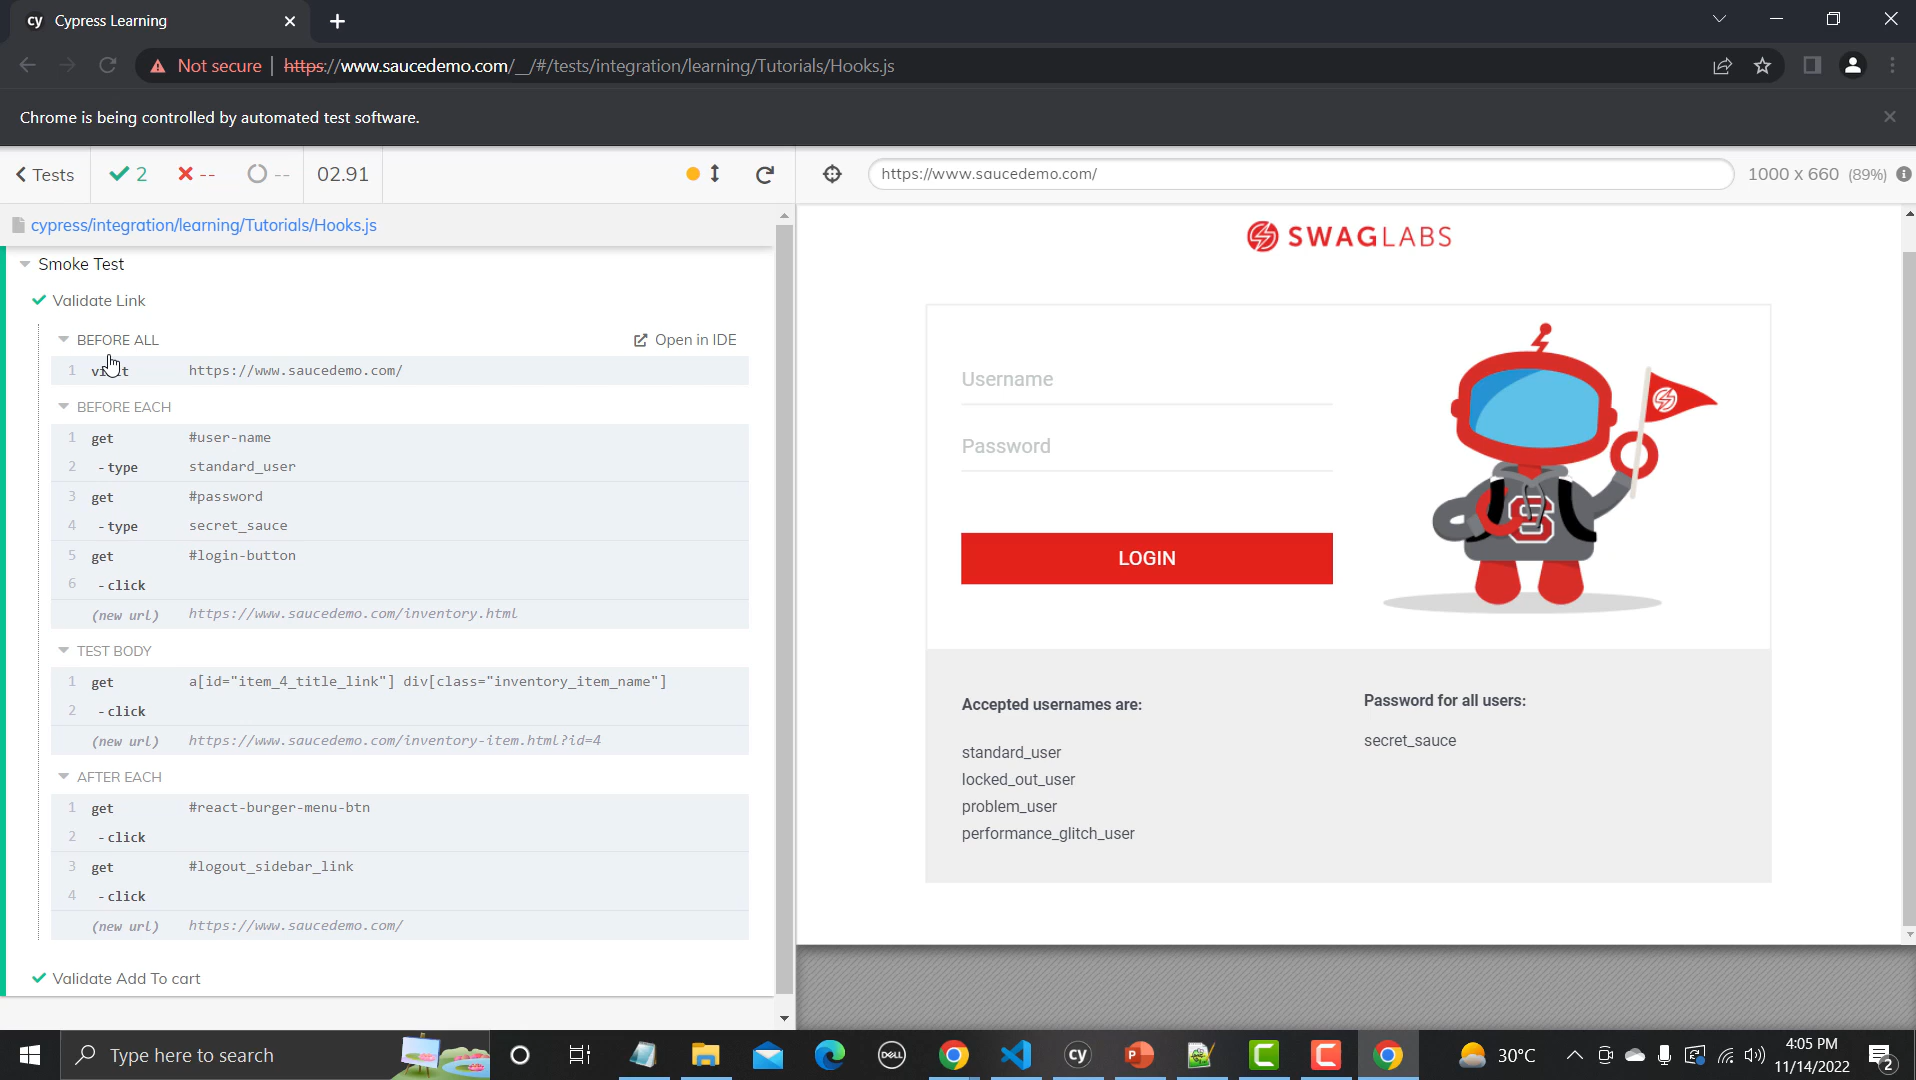 cy Cypress Learning
Not secure https://www.saucedemo.com/__/#/tests/integration/learning/Tutorials/Hooks.js
Chrome is being controlled by automated test software.
Tests 2 -- -- 02.91
https://www.saucedemo.com/ 1000 x 660 (89%)
cypress/integration/learning/Tutorials/Hooks.js
Smoke Test
Validate Link
BEFORE ALL Open in IDE
1 https://www.saucedemo.com/
BEFORE EACH
1 get #user-name
2 -type standard_user
3 get #password
4 -type secret_sauce
5 get #login-button
6 -click
(new url) https://www.saucedemo.com/inventory.html
TEST BODY
1 get a[id="item_4_title_link"] div[class="inventory_item_name"]
2 -click
(new url) https://www.saucedemo.com/inventory-item.html?id=4
AFTER EACH
1 get #react-burger-menu-btn
2 -click
3 get #logout_sidebar_link
4 -click
(new url) https://www.saucedemo.com/
Validate Add To cart
SWAGLABS
Username
Password
LOGIN
S
Accepted usernames are:
standard_user
locked_out_user
problem_user
performance_glitch_user
Password for all users:
secret_sauce
Type here to search
DELL
cy
P
C
C
30°C
4:05 PM
11/14/2022
2